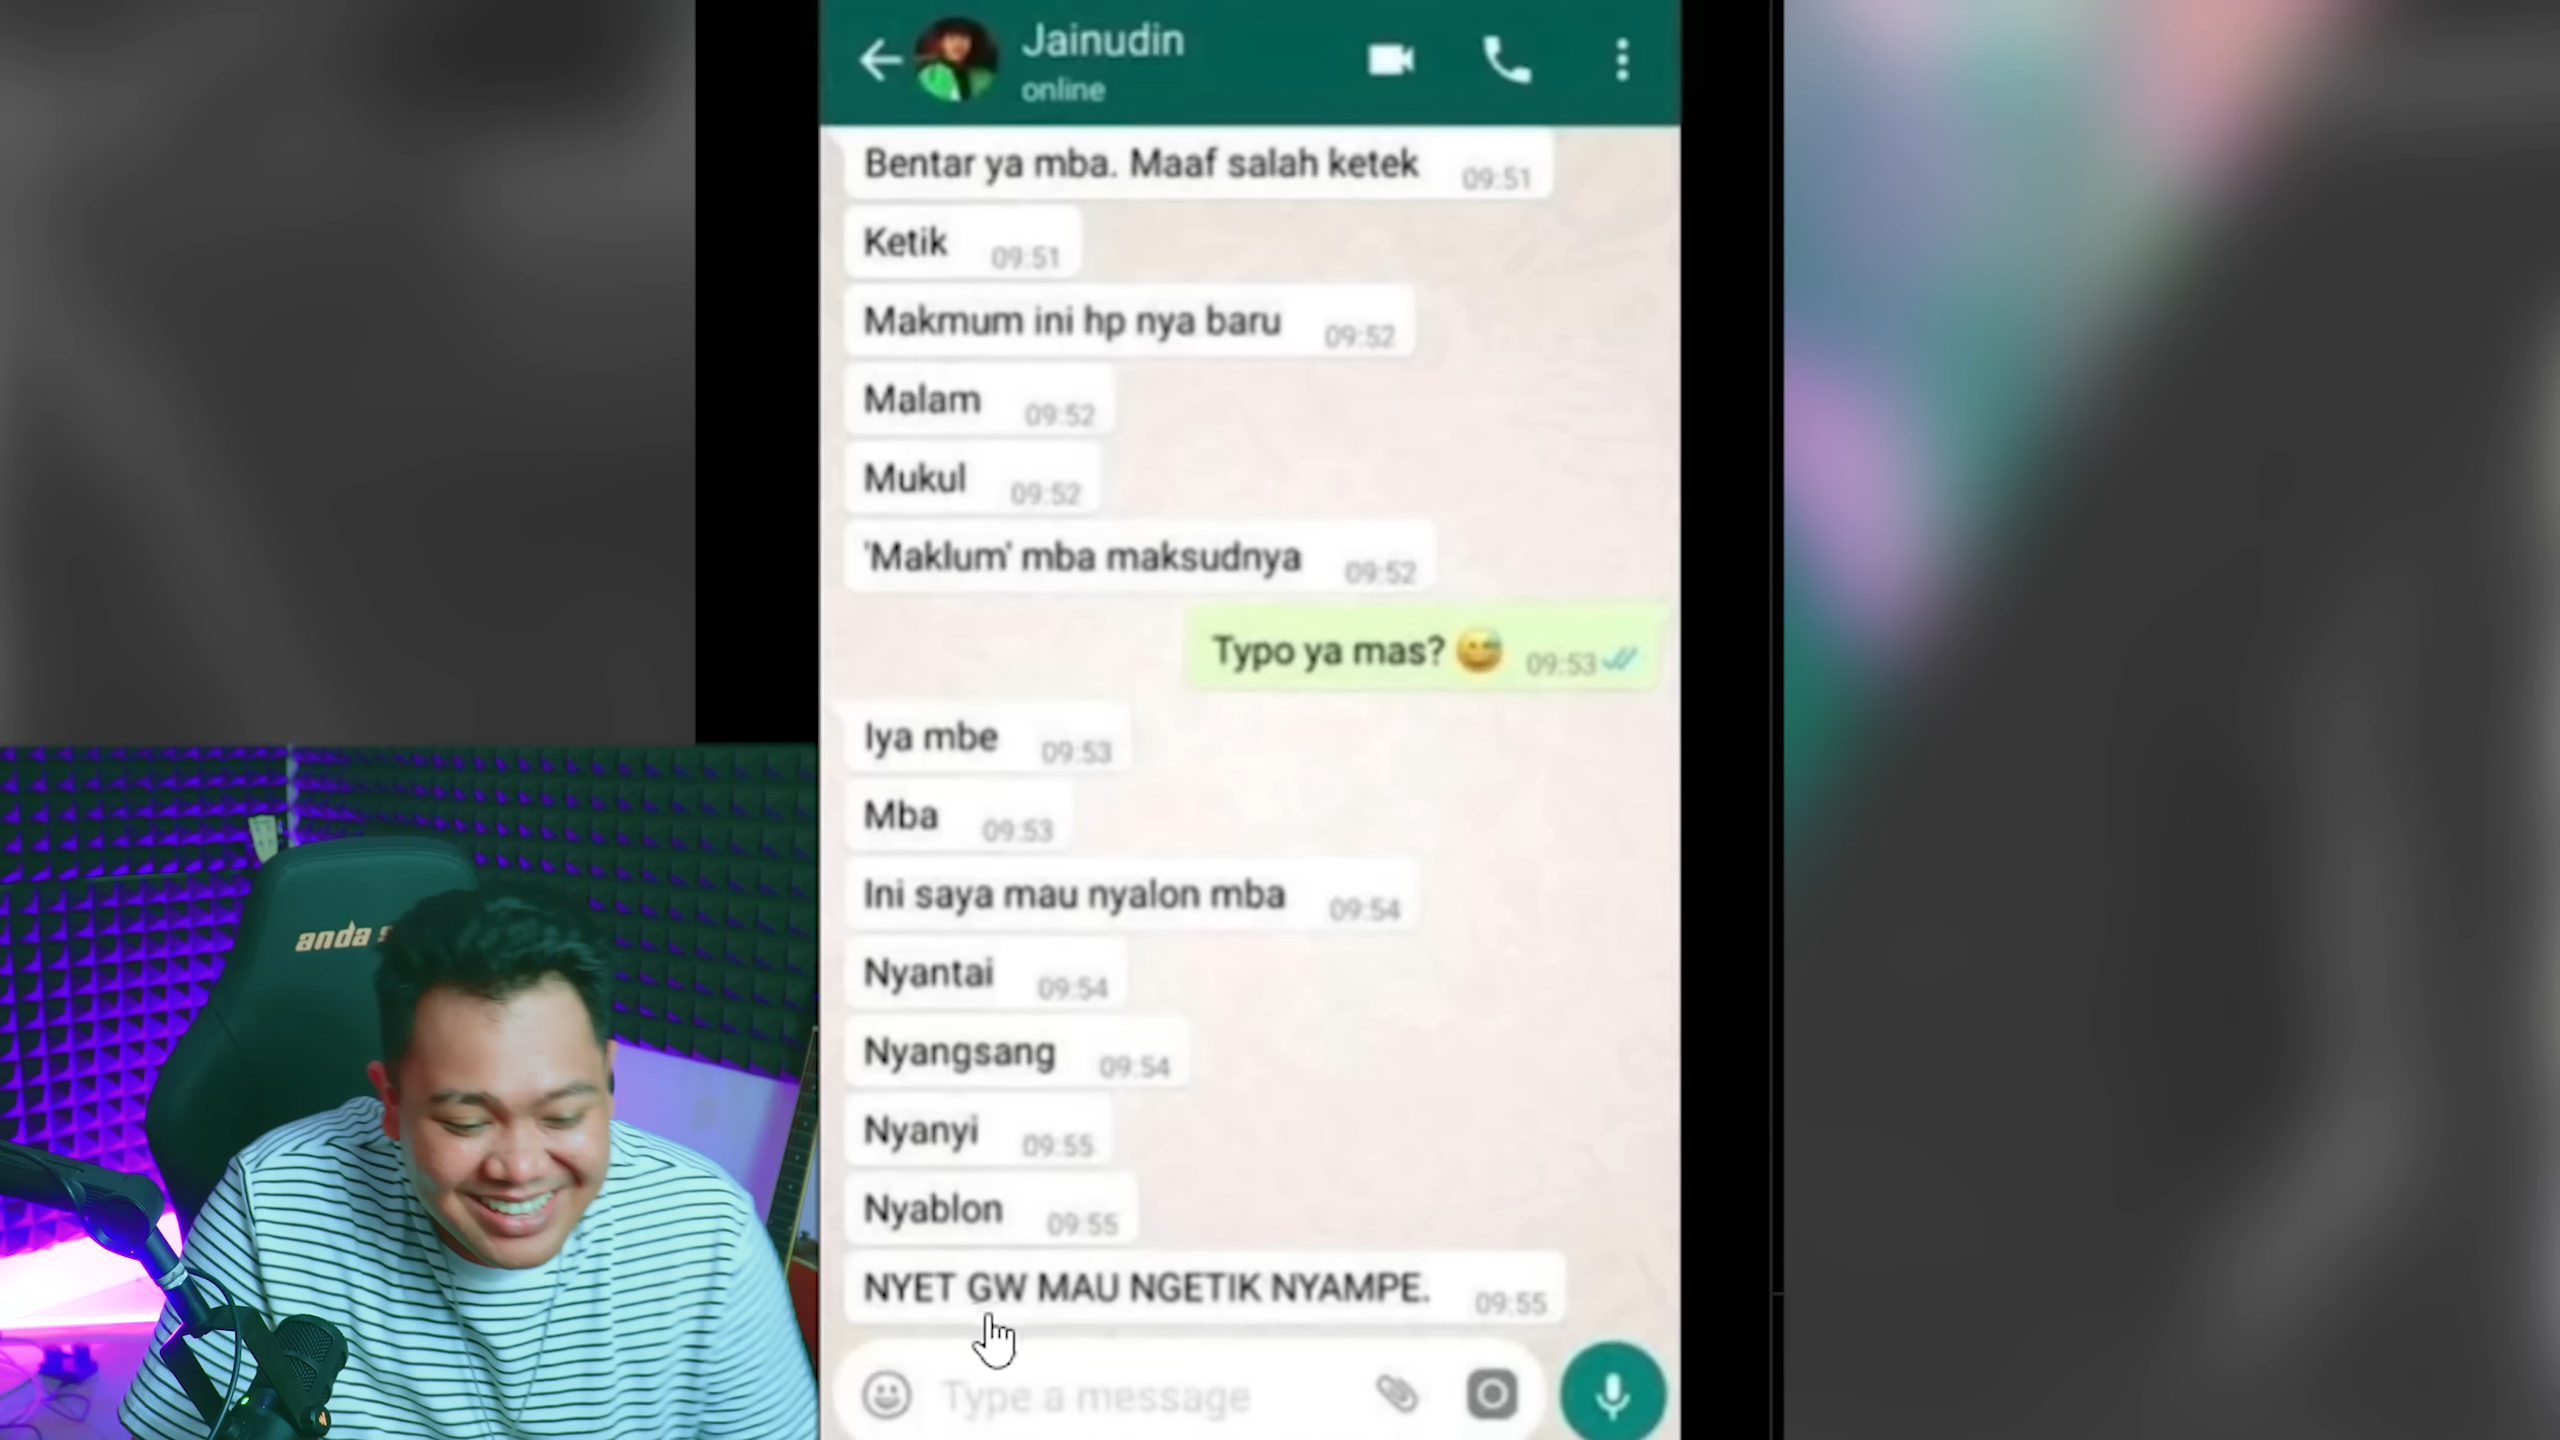 Jainudin
online
Bentar ya mba. Maaf salah ketek 09:51
Ketik 09:51
Makmum ini hp nya baru 09:52
Malam 09:52
Mukul 09:52
'Maklum' mba maksudnya 09:52
Typo ya mas? 😅 09:53
Iya mbe 09:53
Mba 09:53
Ini saya mau nyalon mba 09:54
Nyantai 09:54
Nyangsang 09:54
Nyanyi 09:55
Nyablon 09:55
NYET GW MAU NGETIK NYAMPE. 09:55
Type a message
anda